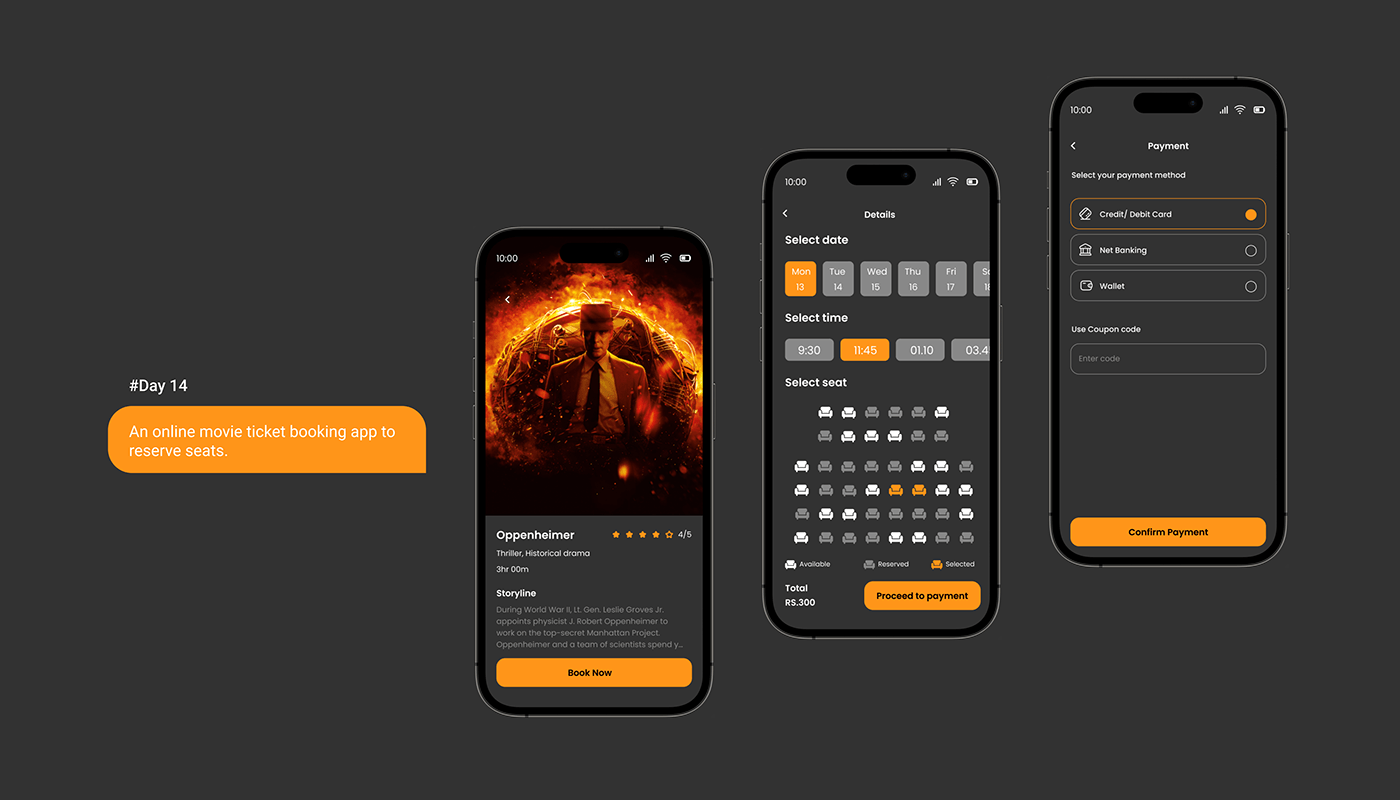 #Day 14
An online movie ticket booking app to
reserve seats.
10:00
Oppenheimer
4/5
Thriller, Historical drama
3hr 00m
Storyline
During World War II, Lt. Gen. Leslie Groves Jr.
appoints physicist J. Robert Oppenheimer to
work on the top-secret Manhattan Project.
Oppenheimer and a team of scientists spend y...
Book Now
10:00
Details
Select date
Mon Tue Wed Thu Fri
13 14 15 16 17
Select time
9:30 11:45 01.10 03.4
Select seat
Available Reserved Selected
Total
RS.300
Proceed to payment
10:00
Payment
Select your payment method
Credit/ Debit Card
Net Banking
Wallet
Use Coupon code
Enter code
Confirm Payment